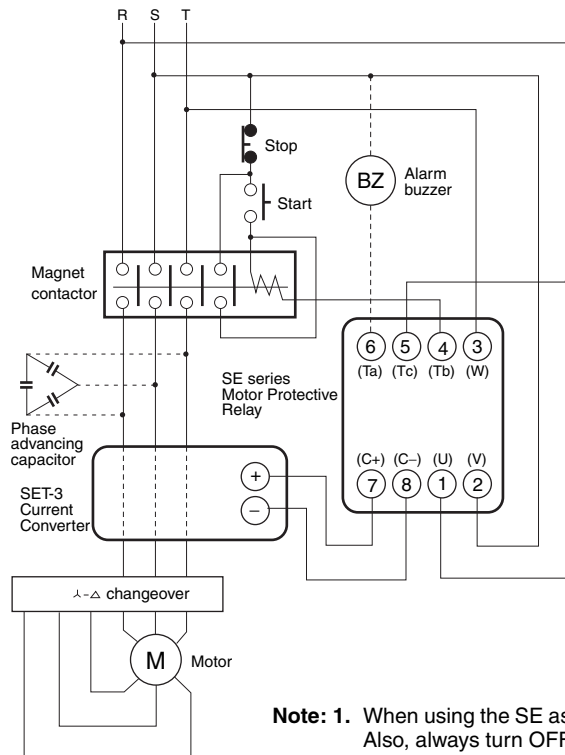 R S T
Stop
Start
BZ
Alarm
buzzer
Magnet
contactor
6 5 4 3
(Ta) (Tc) (Tb) (W)
SE series
Motor Protective
Relay
Phase
advancing
capacitor
(C+) (C−) (U) (V)
7 8 1 2
+
−
SET-3
Current
Converter
⅄-△ changeover
M
Motor
Note: 1. When using the SE as
Also, always turn OFF